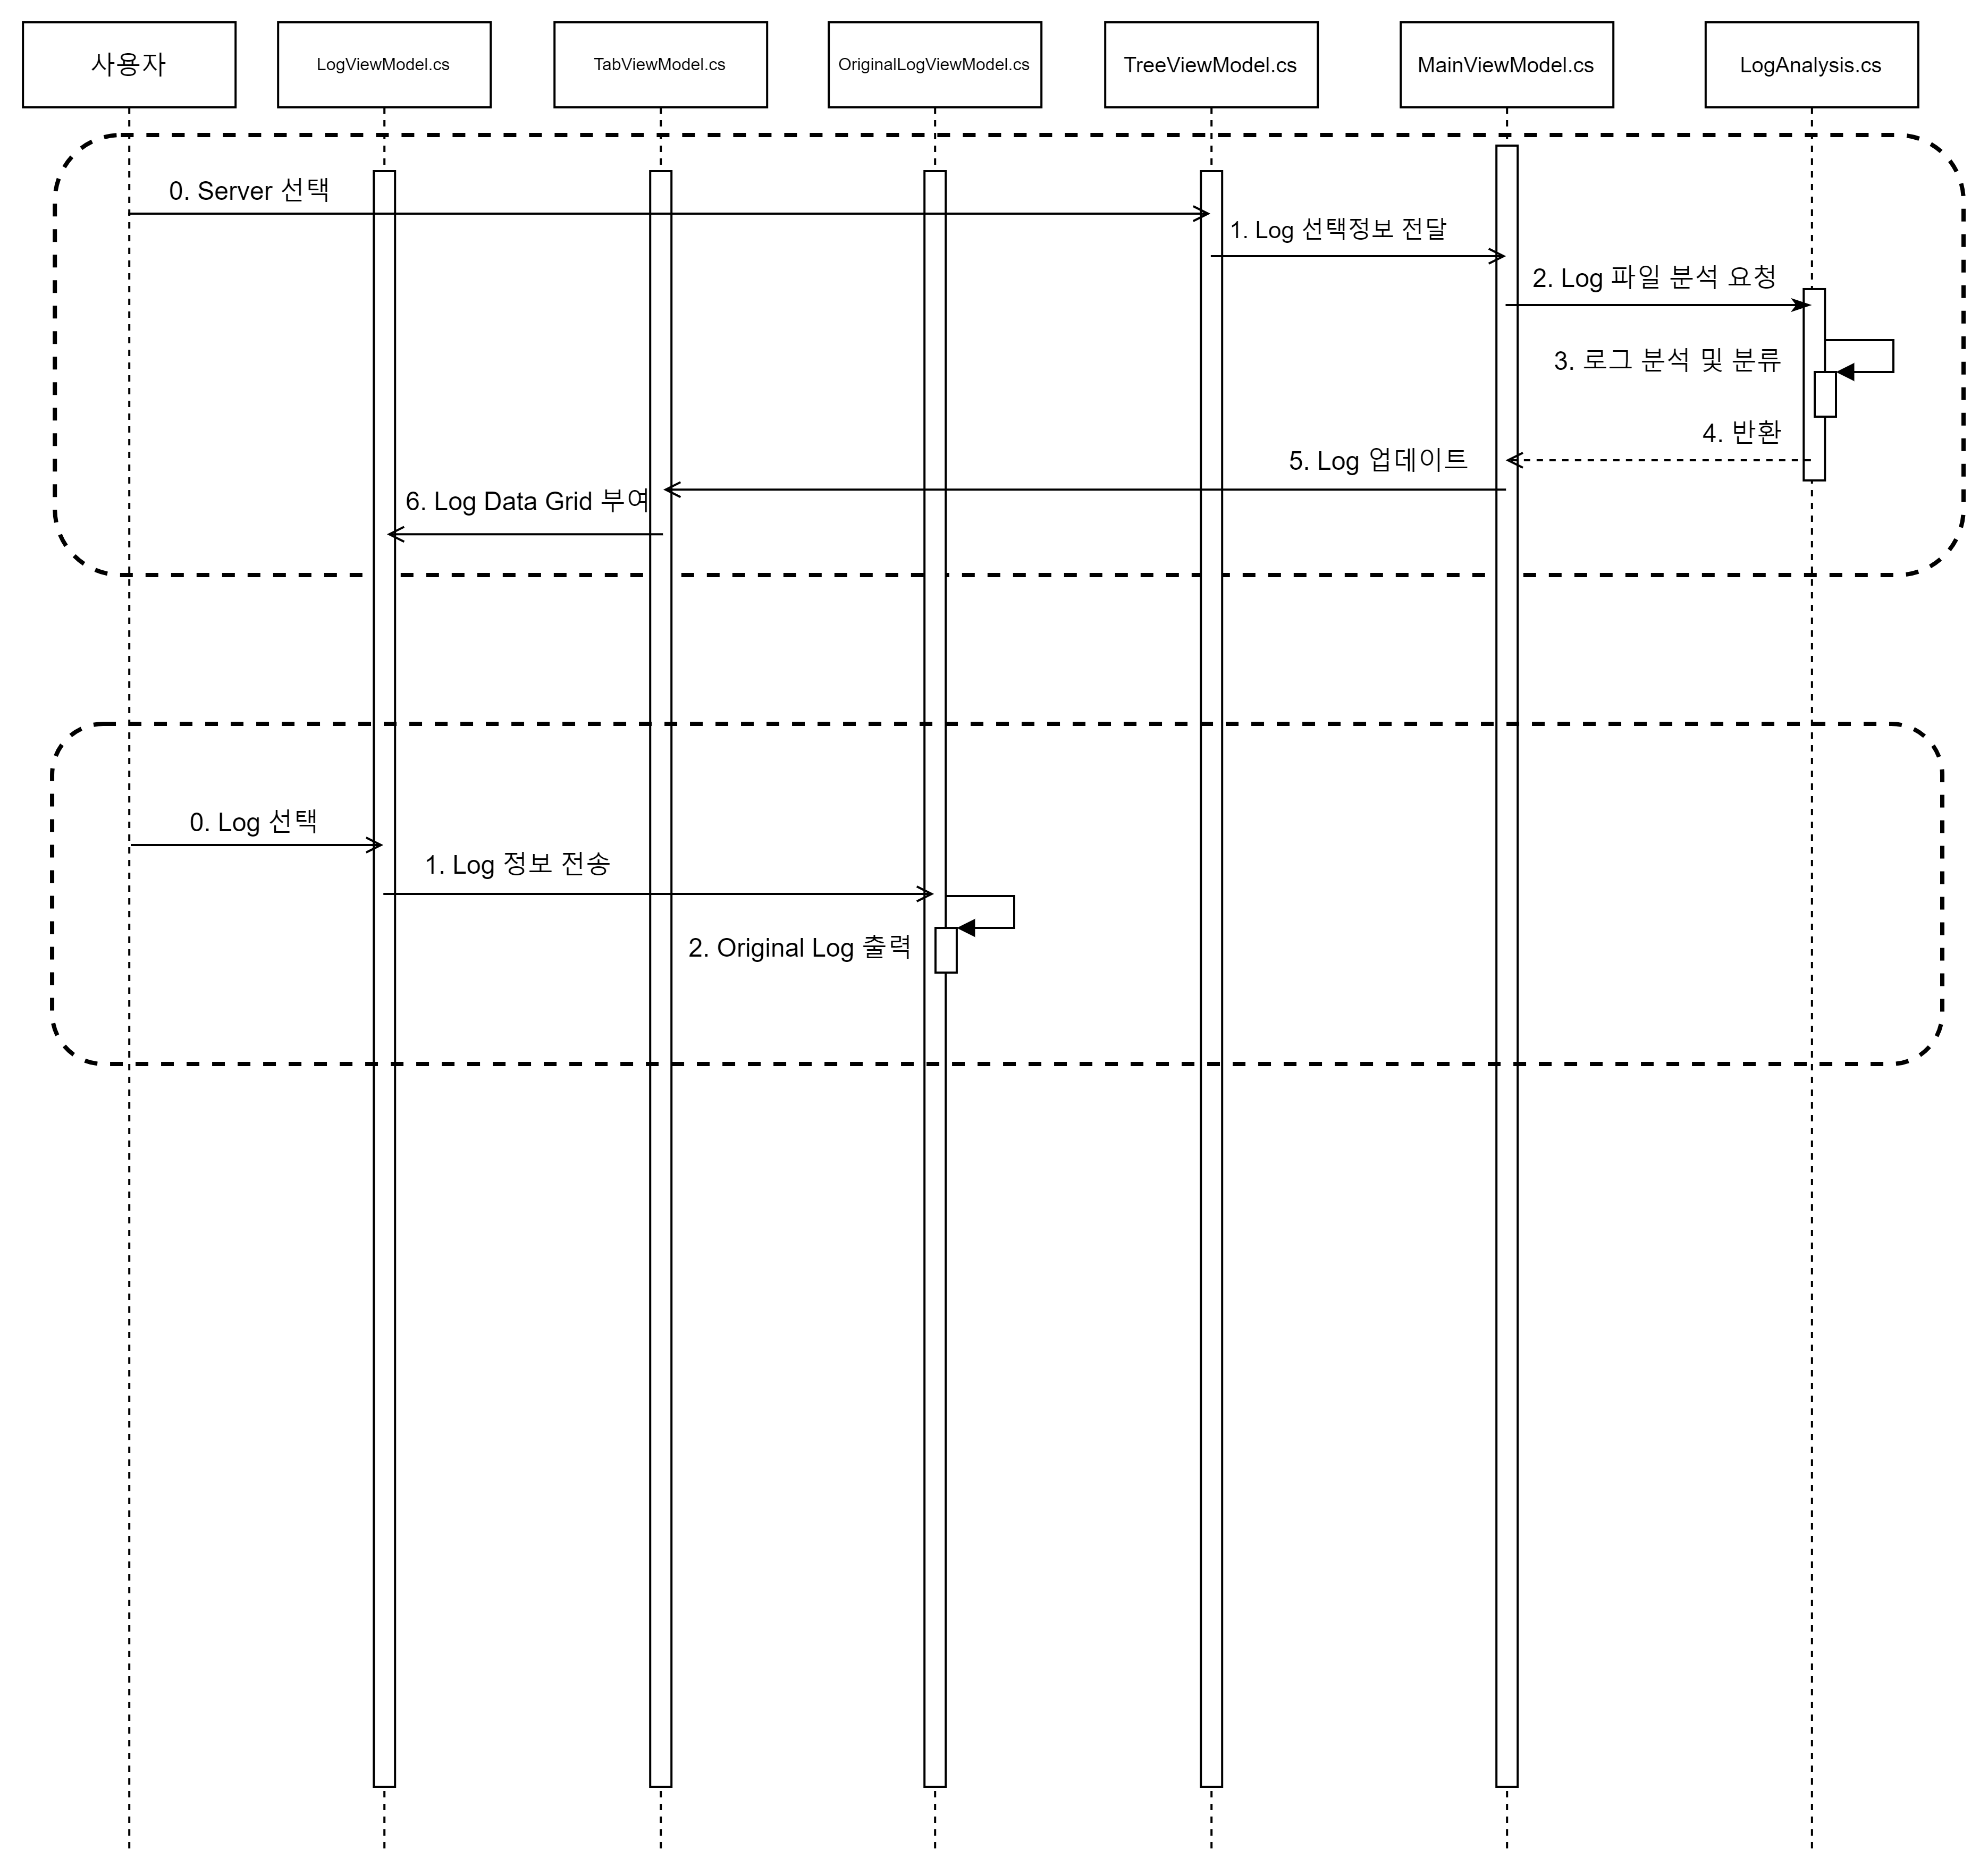 사용자
LogViewModel.cs
TabViewModel.cs
OriginalLogViewModel.cs
TreeViewModel.cs
MainViewModel.cs
LogAnalysis.cs
0. Server 선택
1. Log 선택정보 전달
2. Log 파일 분석 요청
3. 로그 분석 및 분류
4. 반환
5. Log 업데이트
6. Log Data Grid 부여
0. Log 선택
1. Log 정보 전송
2. Original Log 출력